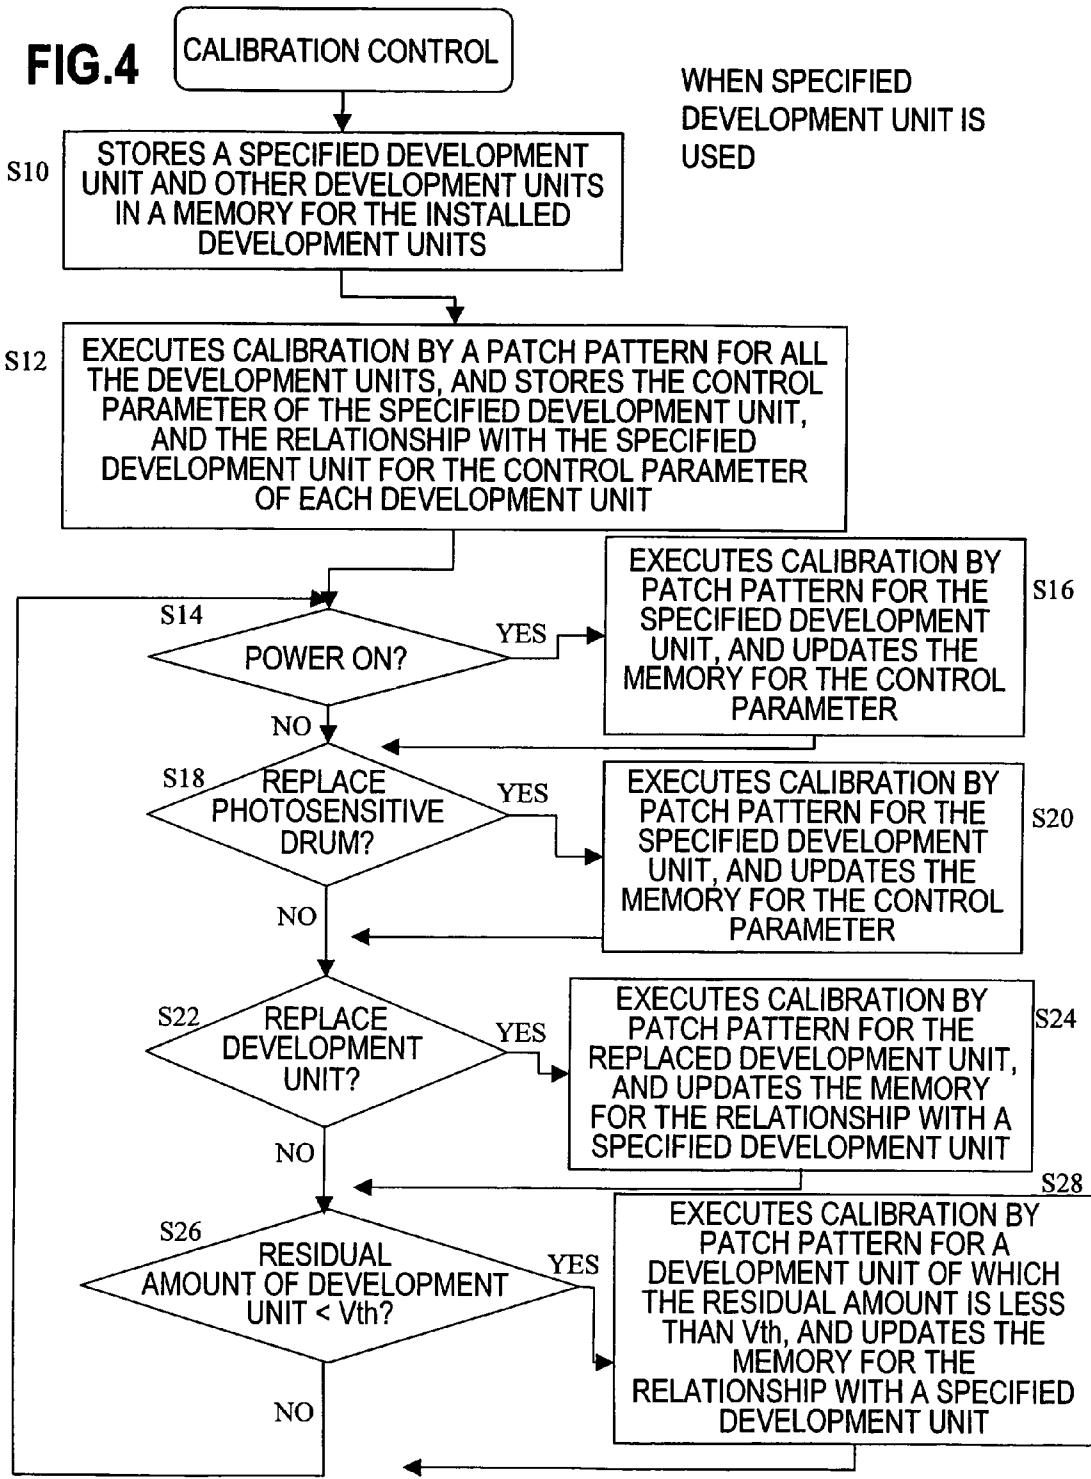 FIG.4
CALIBRATION CONTROL
WHEN SPECIFIED
DEVELOPMENT UNIT IS
USED
S10
STORES A SPECIFIED DEVELOPMENT
UNIT AND OTHER DEVELOPMENT UNITS
IN A MEMORY FOR THE INSTALLED
DEVELOPMENT UNITS
S12
EXECUTES CALIBRATION BY A PATCH PATTERN FOR ALL
THE DEVELOPMENT UNITS, AND STORES THE CONTROL
PARAMETER OF THE SPECIFIED DEVELOPMENT UNIT,
AND THE RELATIONSHIP WITH THE SPECIFIED
DEVELOPMENT UNIT FOR THE CONTROL PARAMETER
OF EACH DEVELOPMENT UNIT
S14
POWER ON?
YES
NO
S16
EXECUTES CALIBRATION BY
PATCH PATTERN FOR THE
SPECIFIED DEVELOPMENT
UNIT, AND UPDATES THE
MEMORY FOR THE CONTROL
PARAMETER
S18
REPLACE
PHOTOSENSITIVE
DRUM?
YES
NO
S20
EXECUTES CALIBRATION BY
PATCH PATTERN FOR THE
SPECIFIED DEVELOPMENT
UNIT, AND UPDATES THE
MEMORY FOR THE CONTROL
PARAMETER
S22
REPLACE
DEVELOPMENT
UNIT?
YES
NO
S24
EXECUTES CALIBRATION BY
PATCH PATTERN FOR THE
REPLACED DEVELOPMENT UNIT,
AND UPDATES THE MEMORY
FOR THE RELATIONSHIP WITH A
SPECIFIED DEVELOPMENT UNIT
S26
RESIDUAL
AMOUNT OF DEVELOPMENT
UNIT < Vth?
YES
NO
S28
EXECUTES CALIBRATION BY
PATCH PATTERN FOR A
DEVELOPMENT UNIT OF WHICH
THE RESIDUAL AMOUNT IS LESS
THAN Vth, AND UPDATES THE
MEMORY FOR THE
RELATIONSHIP WITH A SPECIFIED
DEVELOPMENT UNIT